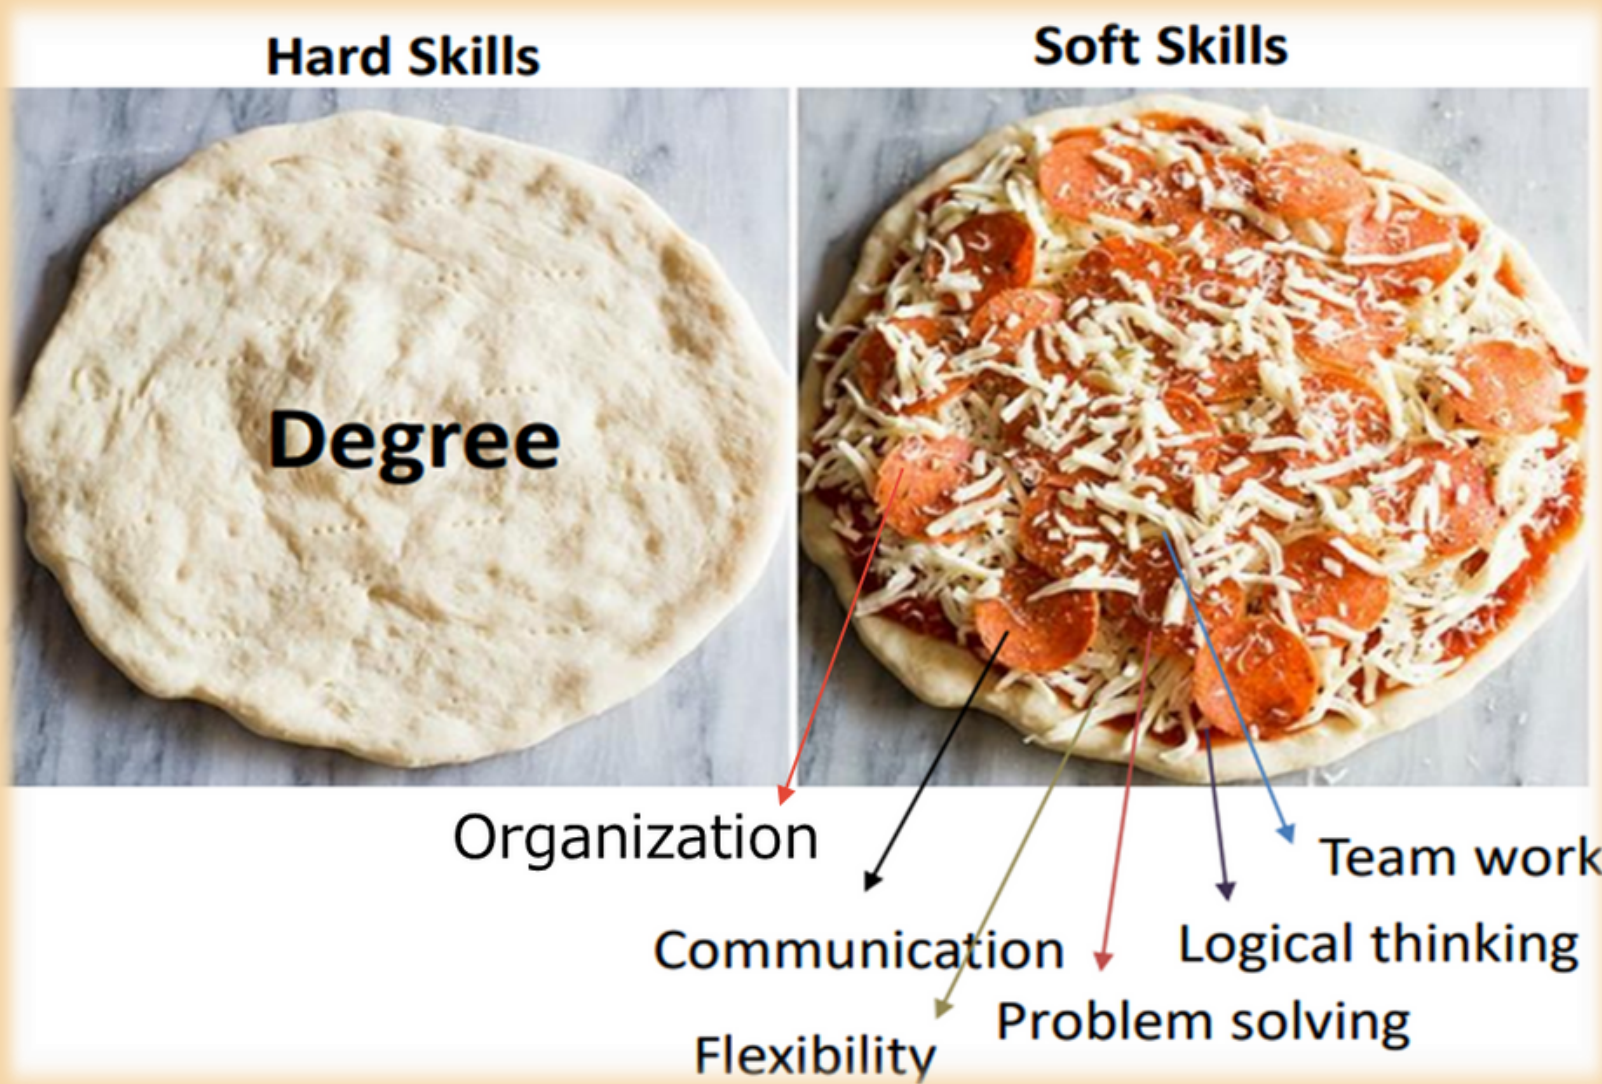 Hard Skills
Soft Skills
Degree
Organization
Team work
Communication
Logical thinking
Problem solving
Flexibility